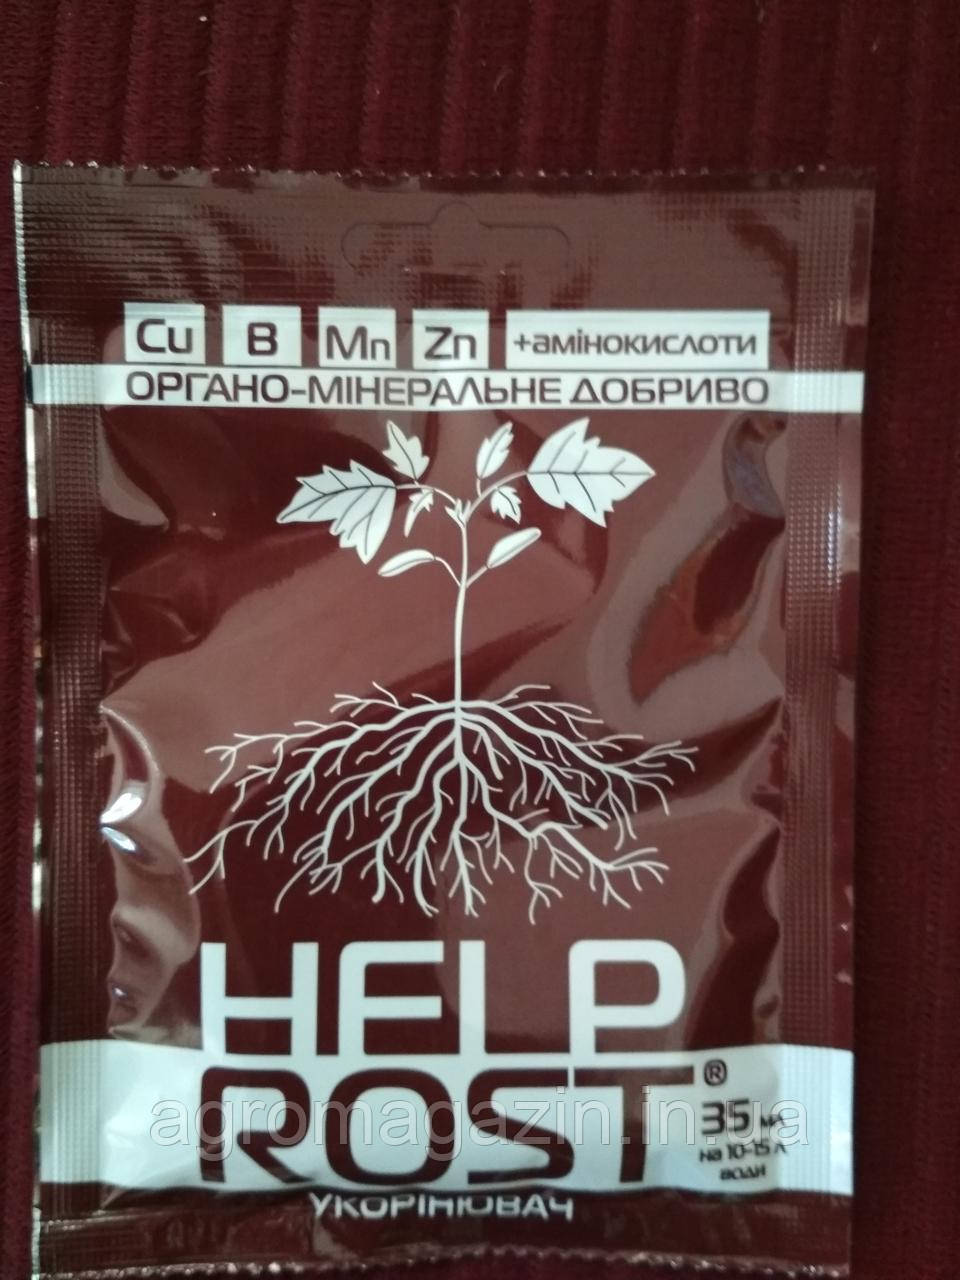 Cu B Mn Zn +амінокислоти
ОРГАНО-МІНЕРАЛЬНЕ ДОБРИВО
HELP
ROST®
35 мл
на 10-15 л
води
УКОРІНЮВАЧ
agromagazin.in.ua